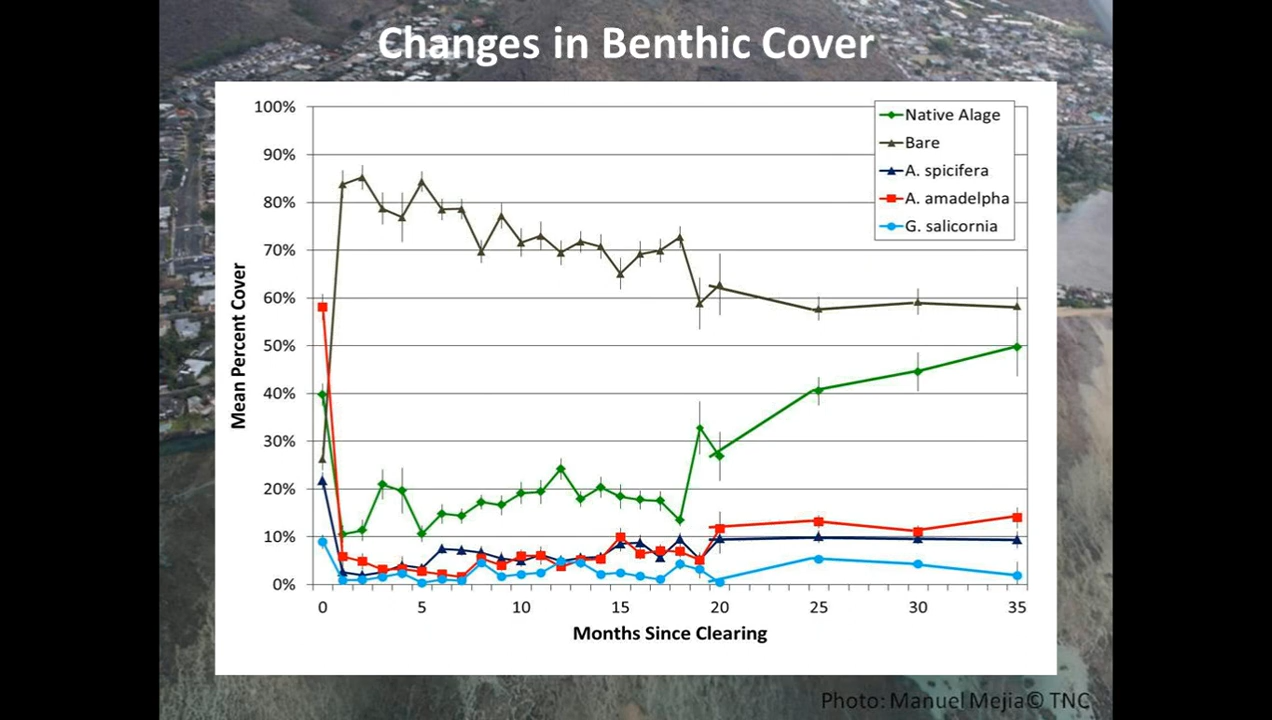 Changes in Benthic Cover
100%
90%
80%
70%
60%
50%
40%
30%
20%
10%
0%
Mean Percent Cover
Native Alage
Bare
A. spicifera
A. amadelpha
G. salicornia
0 5 10 15 20 25 30 35
Months Since Clearing
Photo: Manuel Mejia© TNC